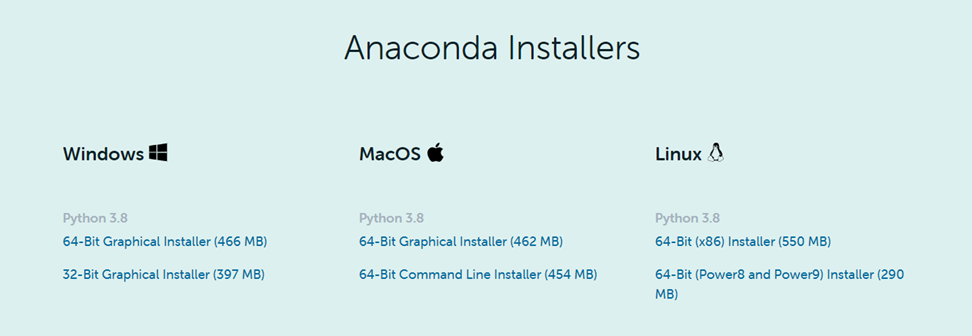 Anaconda Installers
Windows
Python 3.8
64-Bit Graphical Installer (466 MB)
32-Bit Graphical Installer (397 MB)
MacOS
Python 3.8
64-Bit Graphical Installer (462 MB)
64-Bit Command Line Installer (454 MB)
Linux
Python 3.8
64-Bit (x86) Installer (550 MB)
64-Bit (Power8 and Power9) Installer (290
MB)